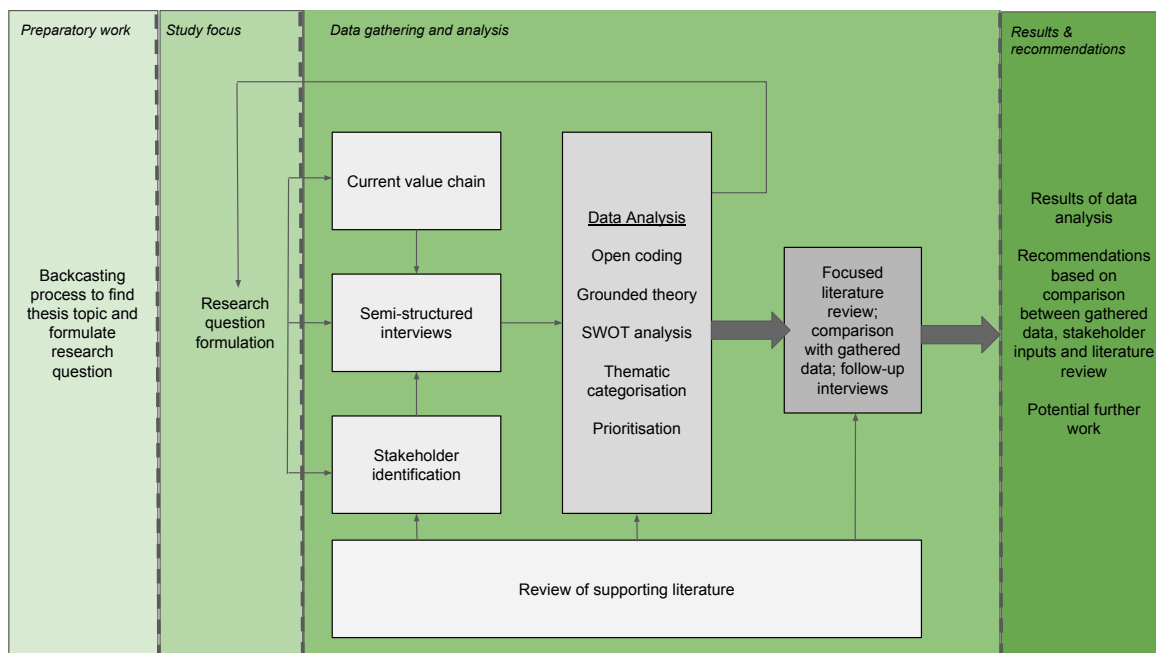 Preparatory work
Study focus
Data gathering and analysis
Results &
recommendations
Backcasting
process to find
thesis topic and
formulate
research
question
Research
question
formulation
Current value chain
Semi-structured
interviews
Stakeholder
identification
Data Analysis
Open coding
Grounded theory
SWOT analysis
Thematic
categorisation
Prioritisation
Focused
literature
review;
comparison
with gathered
data; follow-up
interviews
Review of supporting literature
Results of data
analysis
Recommendations
based on
comparison
between gathered
data, stakeholder
inputs and literature
review
Potential further
work